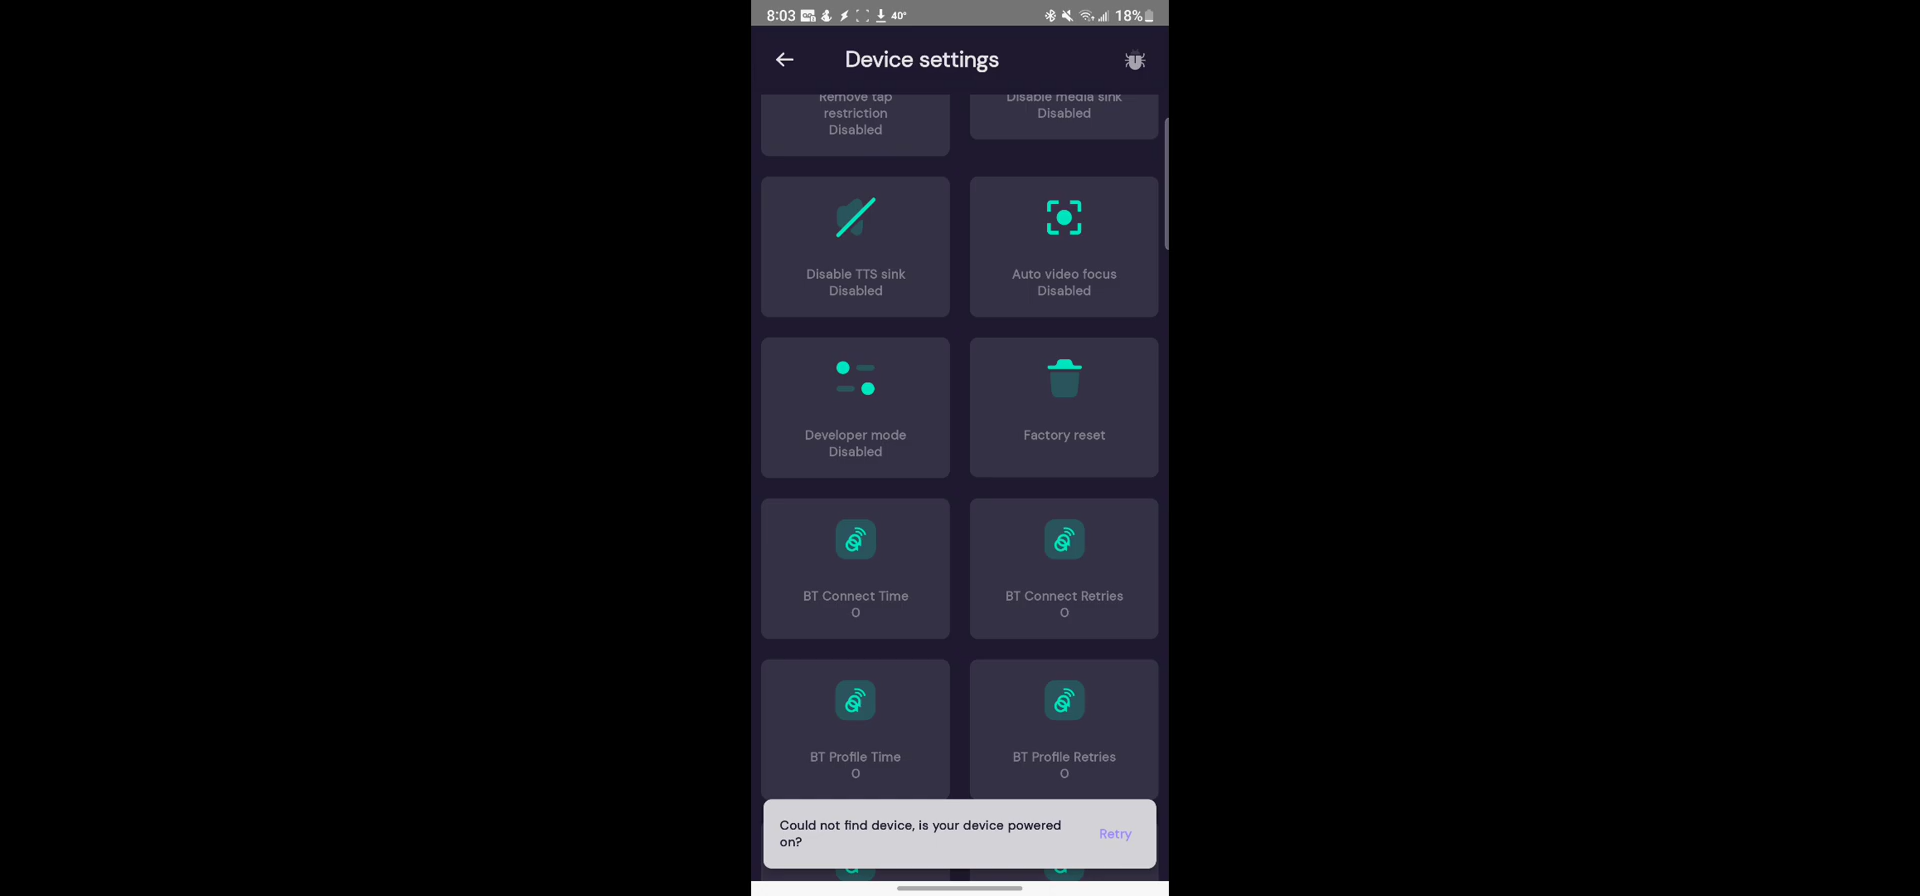 8:03
40°
18%
Device settings
Remove tap
restriction
Disabled
Disable media sink
Disabled
Disable TTS sink
Disabled
Auto video focus
Disabled
Developer mode
Disabled
Factory reset
BT Connect Time
0
BT Connect Retries
0
BT Profile Time
0
BT Profile Retries
0
Could not find device, is your device powered
on?
Retry